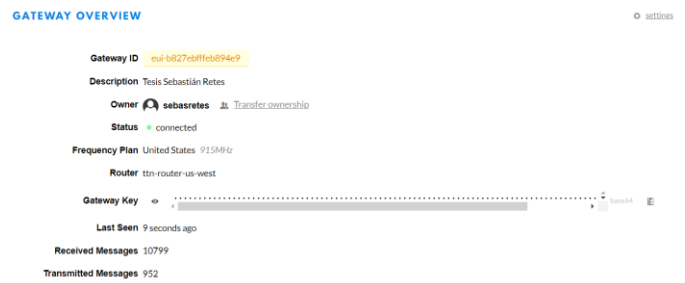 GATEWAY OVERVIEW
settings
Gateway ID eui-b827ebfffeb894e9
Description Tesis Sebastián Retes
Owner sebasretes Transfer ownership
Status connected
Frequency Plan United States 915MHz
Router ttn-router-us-west
Gateway Key base64
Last Seen 9 seconds ago
Received Messages 10799
Transmitted Messages 952